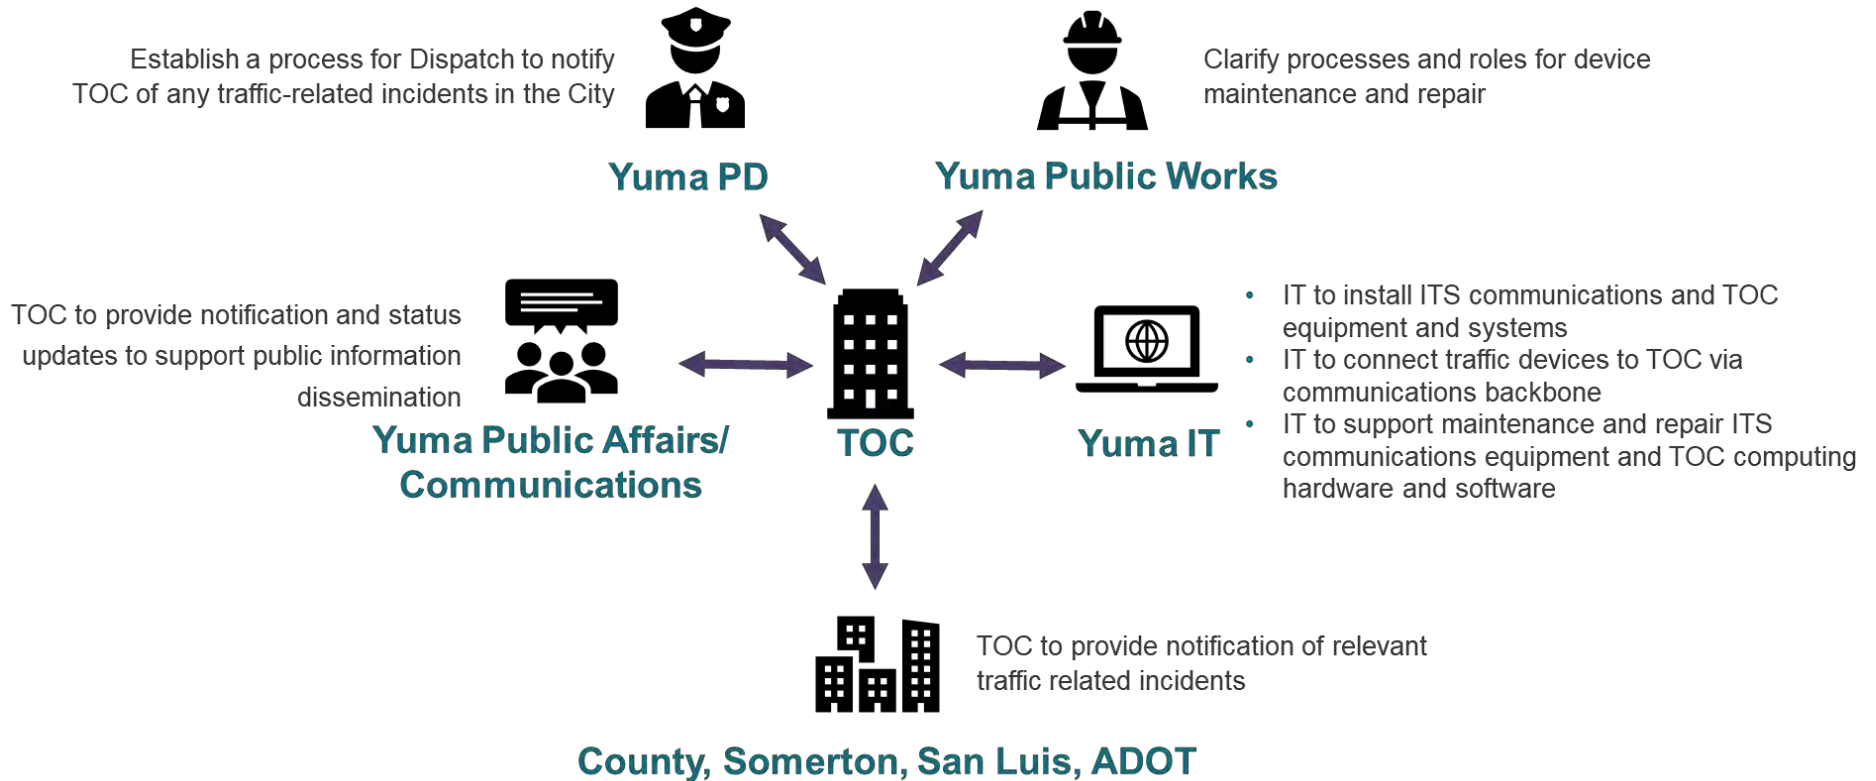 Establish a process for Dispatch to notify
TOC of any traffic-related incidents in the City
Yuma PD
Clarify processes and roles for device
maintenance and repair
Yuma Public Works
TOC to provide notification and status
updates to support public information
dissemination
Yuma Public Affairs/
Communications
TOC
Yuma IT
• IT to install ITS communications and TOC
equipment and systems
• IT to connect traffic devices to TOC via
communications backbone
• IT to support maintenance and repair ITS
communications equipment and TOC computing
hardware and software
TOC to provide notification of relevant
traffic related incidents
County, Somerton, San Luis, ADOT